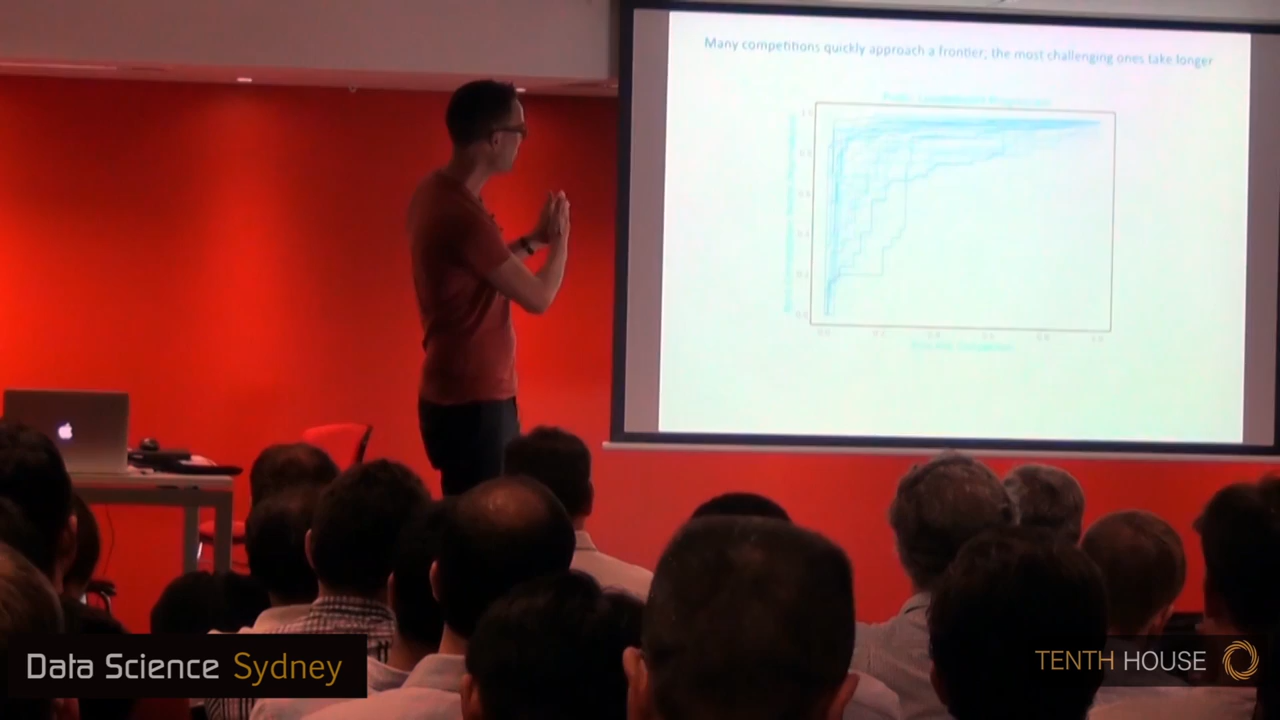 Many competitions quickly approach a frontier; the most challenging ones take longer
Data Science Sydney
TENTH HOUSE